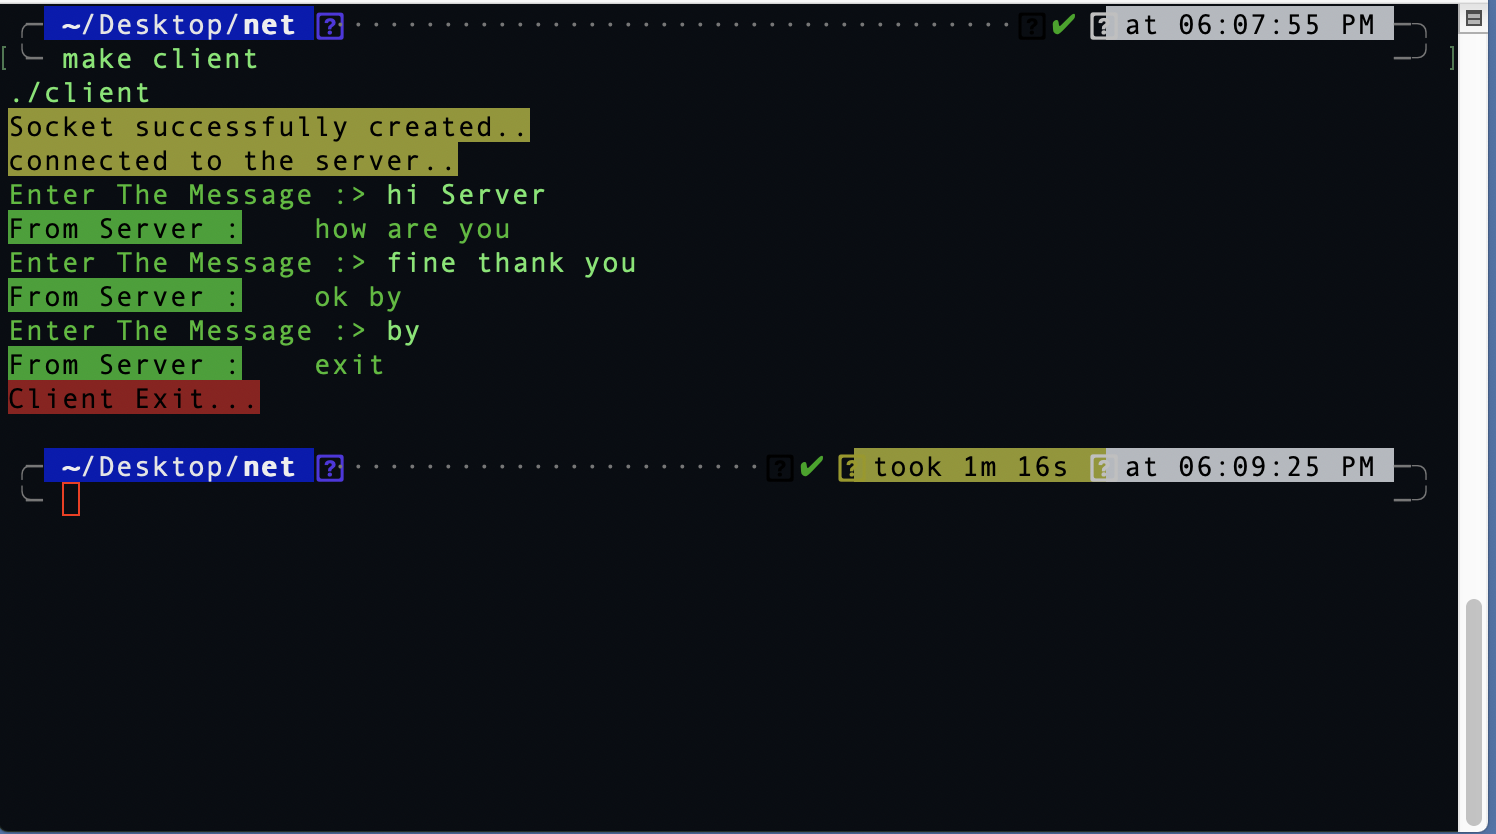 ~/Desktop/net ✔ at 06:07:55 PM
[ make client ]
./client
Socket successfully created..
connected to the server..
Enter The Message :> hi Server
From Server : how are you
Enter The Message :> fine thank you
From Server : ok by
Enter The Message :> by
From Server : exit
Client Exit...
~/Desktop/net ✔ took 1m 16s at 06:09:25 PM